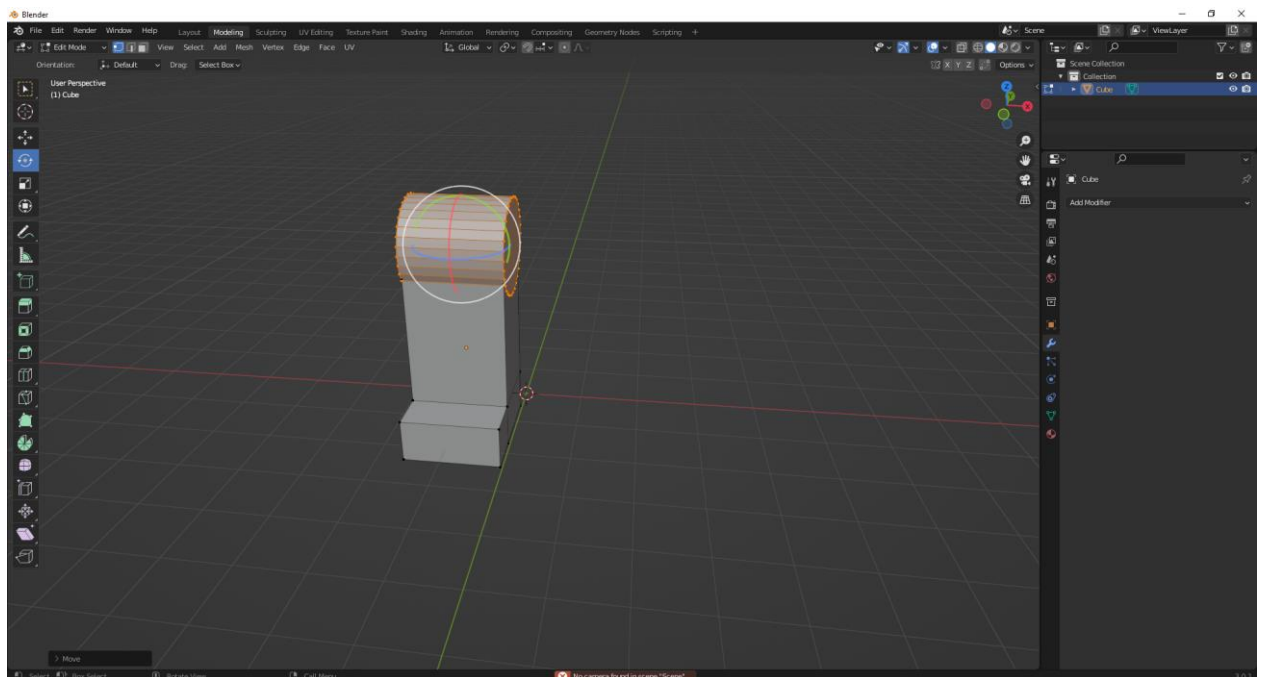 Blender
File Edit Render Window Help Layout Modeling Sculpting UV Editing Texture Paint Shading Animation Rendering Compositing Geometry Nodes Scripting + Scene ViewLayer
Edit Mode View Select Add Mesh Vertex Edge Face UV Global
Orientation: Default Drag: Select Box X Y Z Options
User Perspective
(1) Cube
Z
Y
X
Scene Collection
Collection
Cube
Cube
Add Modifier
> Move
Select Box Select Rotate View Call Menu No camera found in scene "Scene" 3.0.2